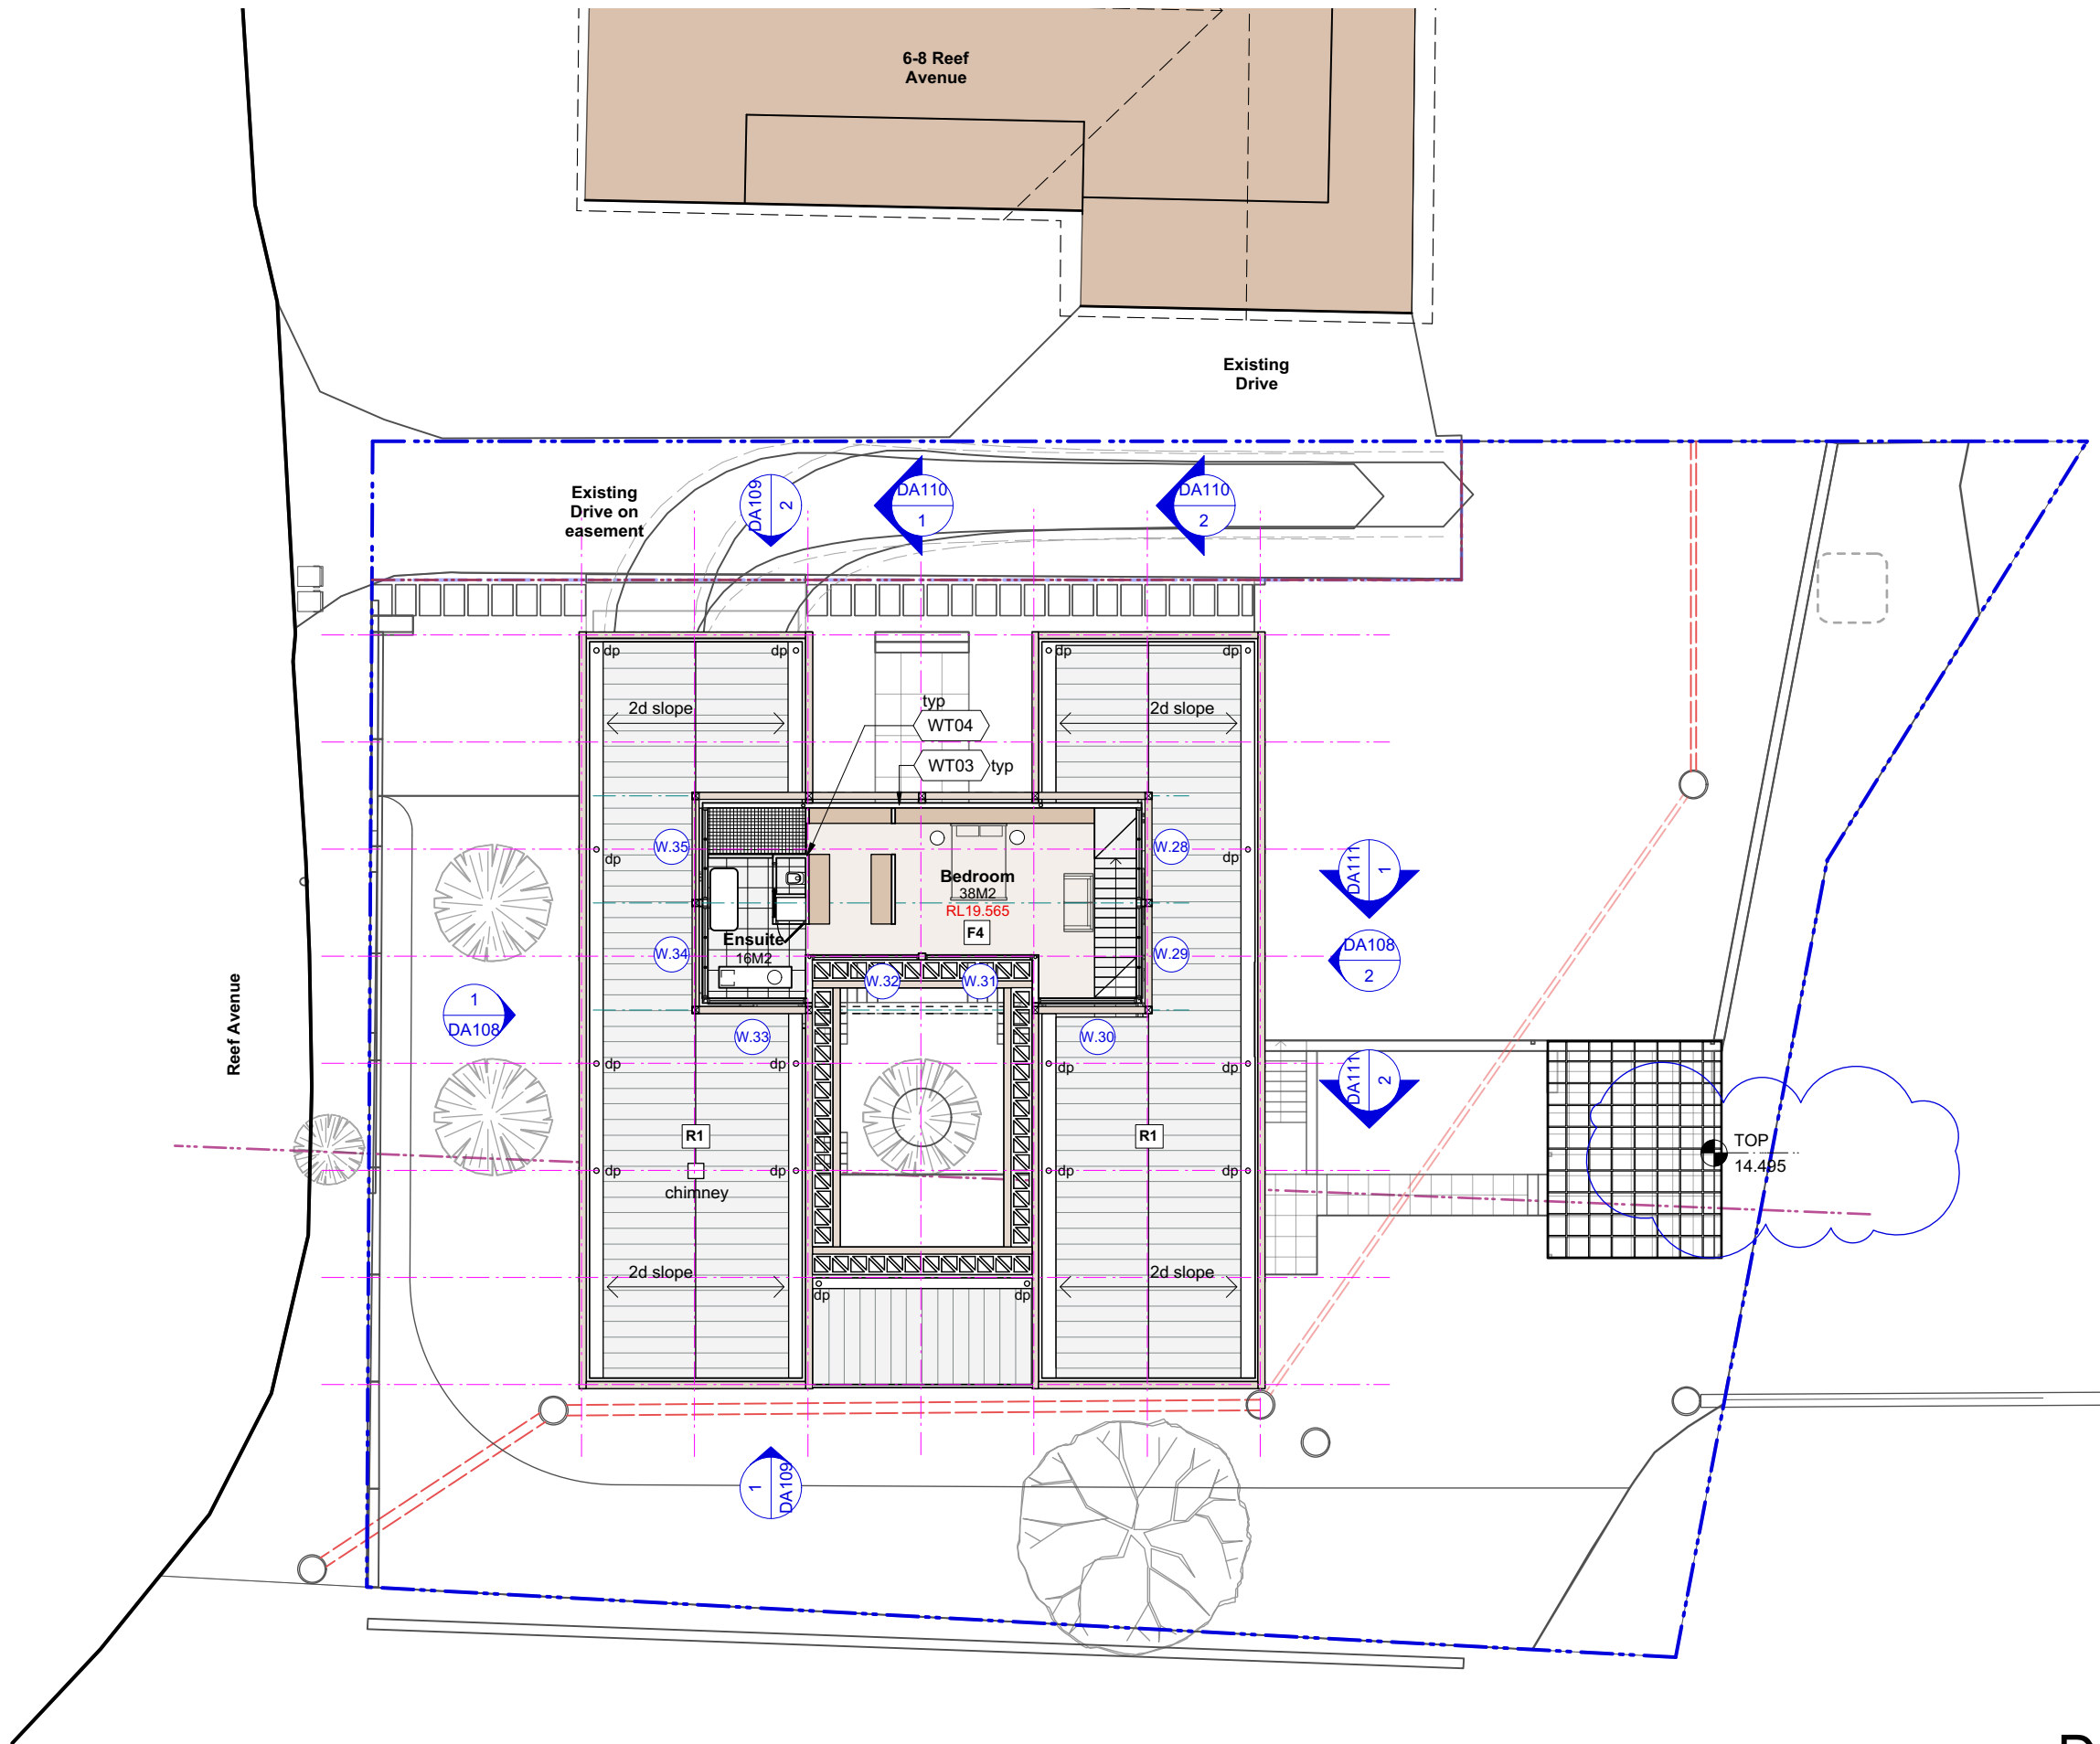 6-8 Reef
Avenue
Existing
Drive
Existing
Drive on
easement
DA109
2
DA110
1
DA110
2
dp
dp
dp
dp
2d slope
2d slope
typ
WT04
WT03
typ
W.35
W.28
dp
dp
Bedroom
38M2
RL19.565
F4
Ensuite
16M2
W.34
W.29
W.32
W.31
W.33
W.30
DA111
1
DA108
2
1
DA108
Reef Avenue
dp
dp
dp
dp
DA111
2
R1
R1
TOP
14.495
dp
dp
dp
dp
chimney
2d slope
2d slope
dp
dp
1
DA109